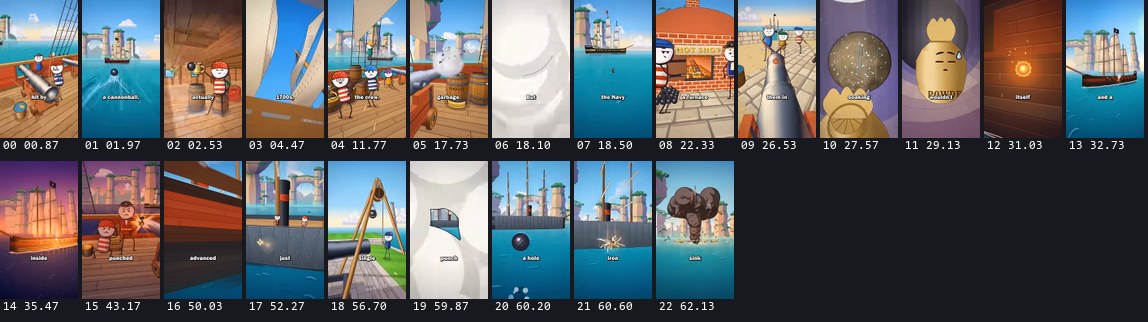 hit by
a cannonball,
actually
1700s,
the crew.
garbage.
But
the Navy
HOT SHOT
them in
soaking
POWDE
itself
and a
inside
punched
advanced
just
single
punch
a hole
iron
sink
00 00.87
01 01.97
02 02.53
03 04.47
04 11.77
05 17.73
06 18.10
07 18.50
08 22.33
09 26.53
10 27.57
11 29.13
12 31.03
13 32.73
14 35.47
15 43.17
16 50.03
17 52.27
18 56.70
19 59.87
20 60.20
21 60.60
22 62.13